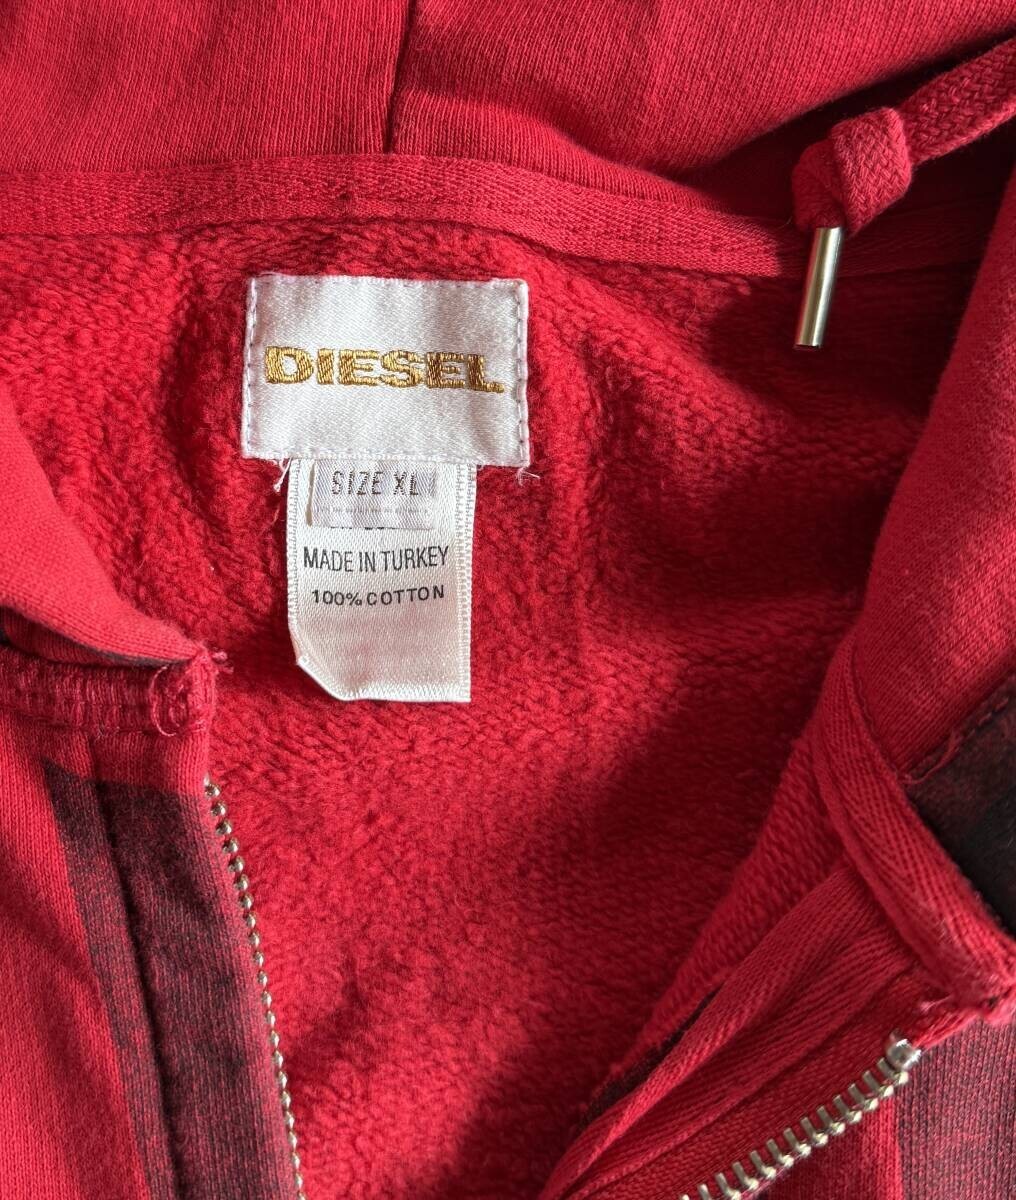 DIESEL
SIZE XL
MADE IN TURKEY
100% COTTON